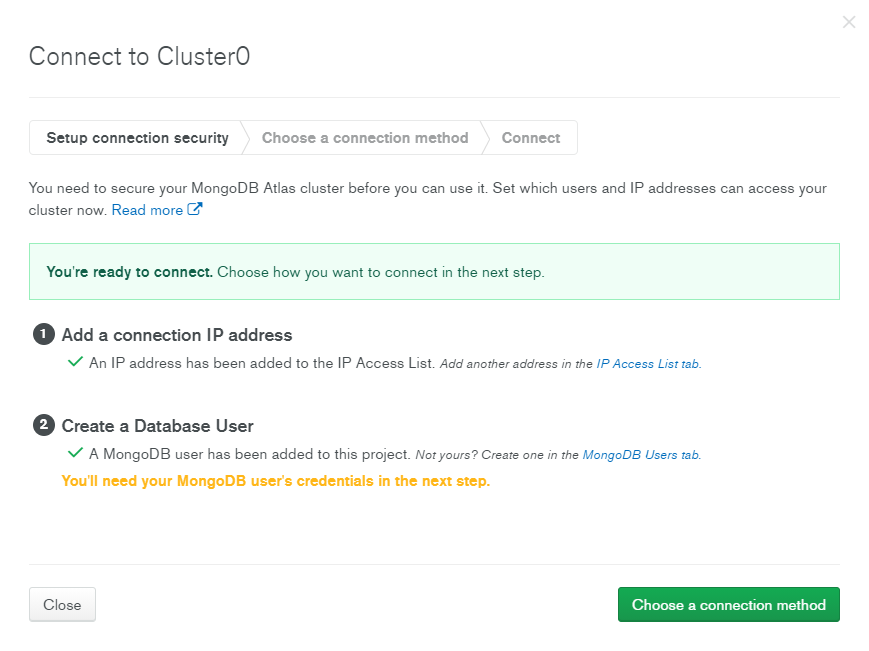 Connect to Cluster0
Setup connection security
Choose a connection method
Connect
You need to secure your MongoDB Atlas cluster before you can use it. Set which users and IP addresses can access your
cluster now. Read more
You're ready to connect. Choose how you want to connect in the next step.
1 Add a connection IP address
An IP address has been added to the IP Access List. Add another address in the IP Access List tab.
2 Create a Database User
A MongoDB user has been added to this project. Not yours? Create one in the MongoDB Users tab.
You'll need your MongoDB user's credentials in the next step.
Close
Choose a connection method